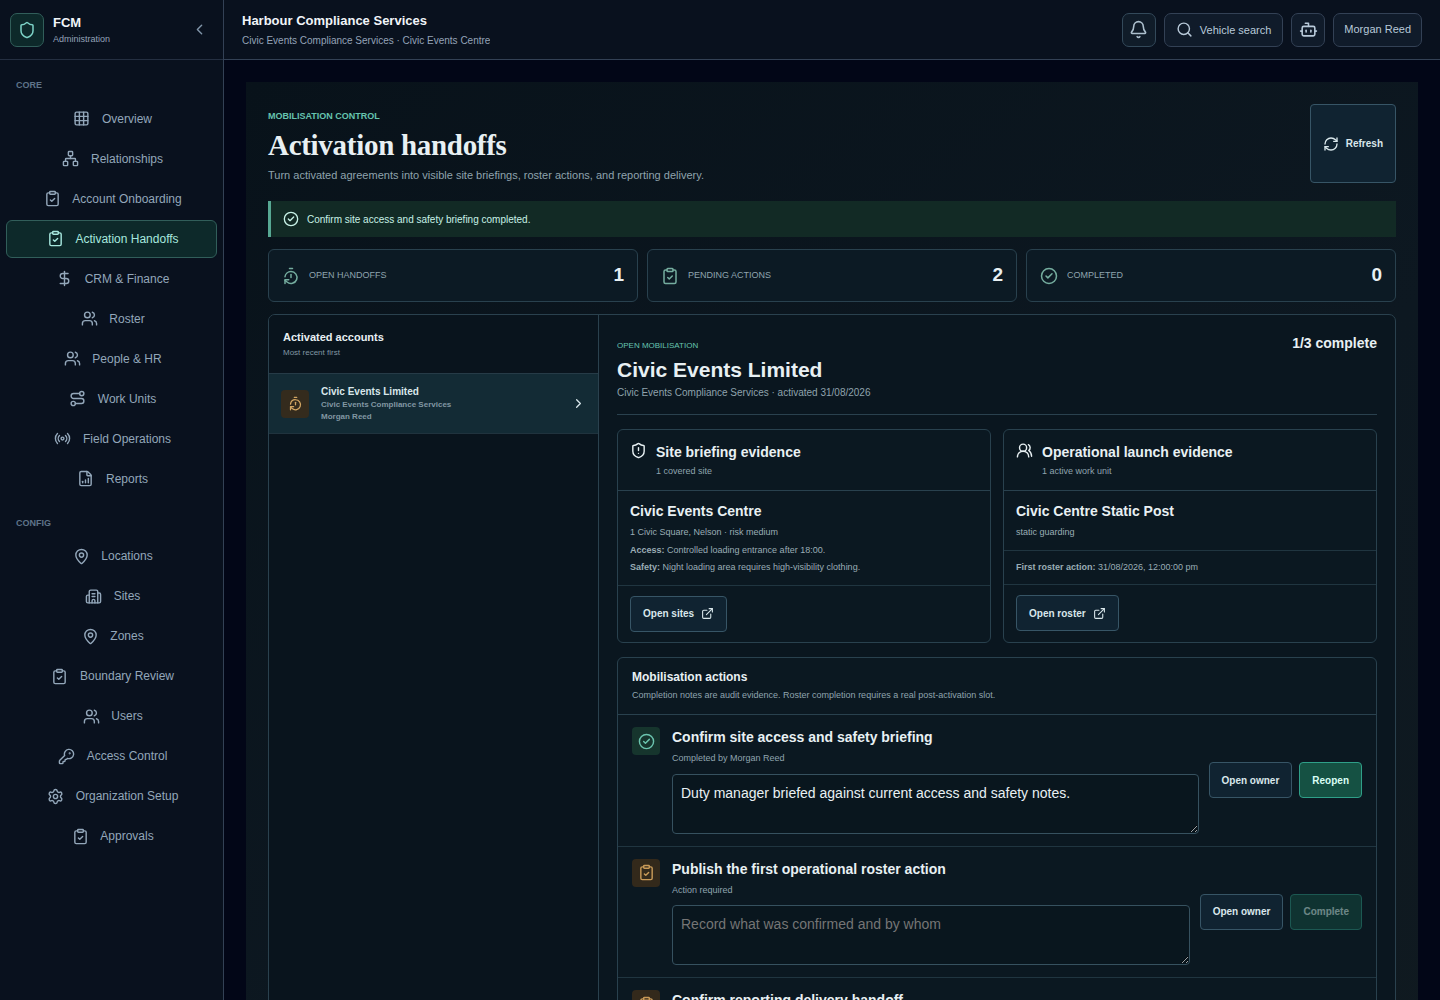 FCM
Administration
Harbour Compliance Services
Civic Events Compliance Services · Civic Events Centre
Vehicle search
Morgan Reed
CORE
Overview
Relationships
Account Onboarding
Activation Handoffs
CRM & Finance
Roster
People & HR
Work Units
Field Operations
Reports
CONFIG
Locations
Sites
Zones
Boundary Review
Users
Access Control
Organization Setup
Approvals
MOBILISATION CONTROL
Activation handoffs
Turn activated agreements into visible site briefings, roster actions, and reporting delivery.
Refresh
Confirm site access and safety briefing completed.
OPEN HANDOFFS 1
PENDING ACTIONS 2
COMPLETED 0
Activated accounts
Most recent first
Civic Events Limited
Civic Events Compliance Services
Morgan Reed
OPEN MOBILISATION
Civic Events Limited
Civic Events Compliance Services · activated 31/08/2026
1/3 complete
Site briefing evidence
1 covered site
Civic Events Centre
1 Civic Square, Nelson · risk medium
Access: Controlled loading entrance after 18:00.
Safety: Night loading area requires high-visibility clothing.
Open sites
Operational launch evidence
1 active work unit
Civic Centre Static Post
static guarding
First roster action: 31/08/2026, 12:00:00 pm
Open roster
Mobilisation actions
Completion notes are audit evidence. Roster completion requires a real post-activation slot.
Confirm site access and safety briefing
Completed by Morgan Reed
Duty manager briefed against current access and safety notes.
Open owner
Reopen
Publish the first operational roster action
Action required
Record what was confirmed and by whom
Open owner
Complete
Confirm reporting delivery handoff